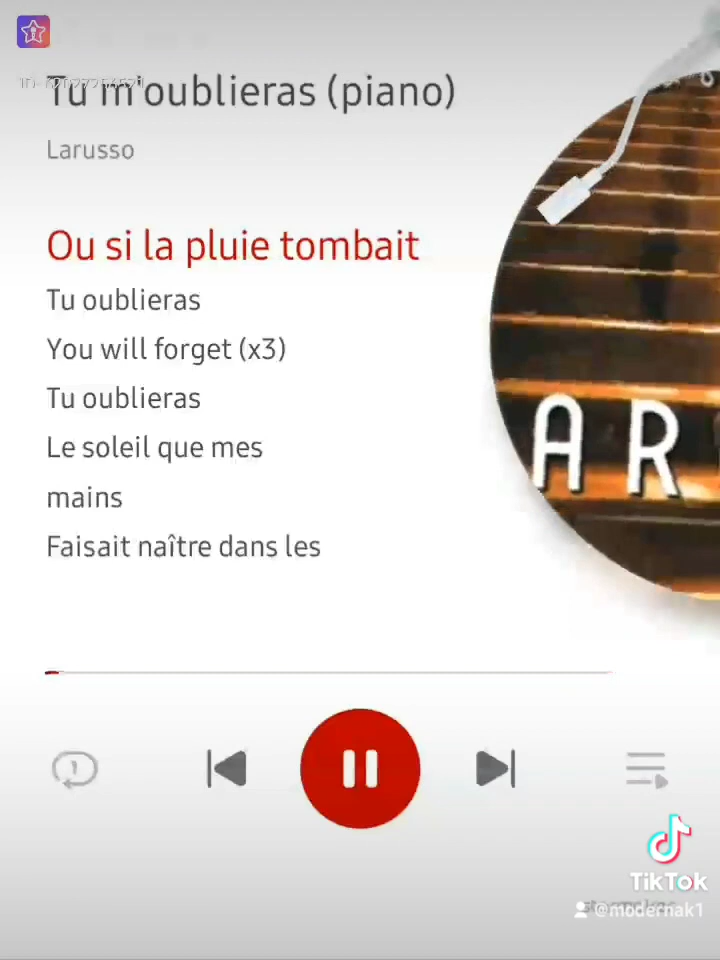 Tu m'oublieras (piano)
Larusso
Ou si la pluie tombait
Tu oublieras
You will forget (x3)
Tu oublieras
Le soleil que mes
mains
Faisait naître dans les
AR
1
TikTok
@modernak1